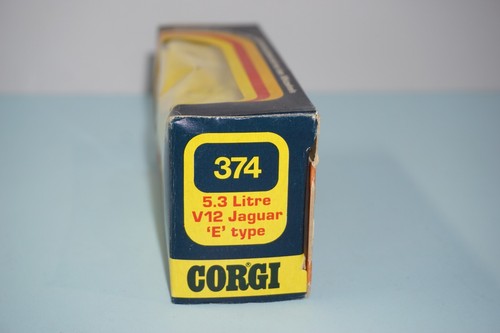 374
5.3 Litre
V12 Jaguar
'E' type
CORGI